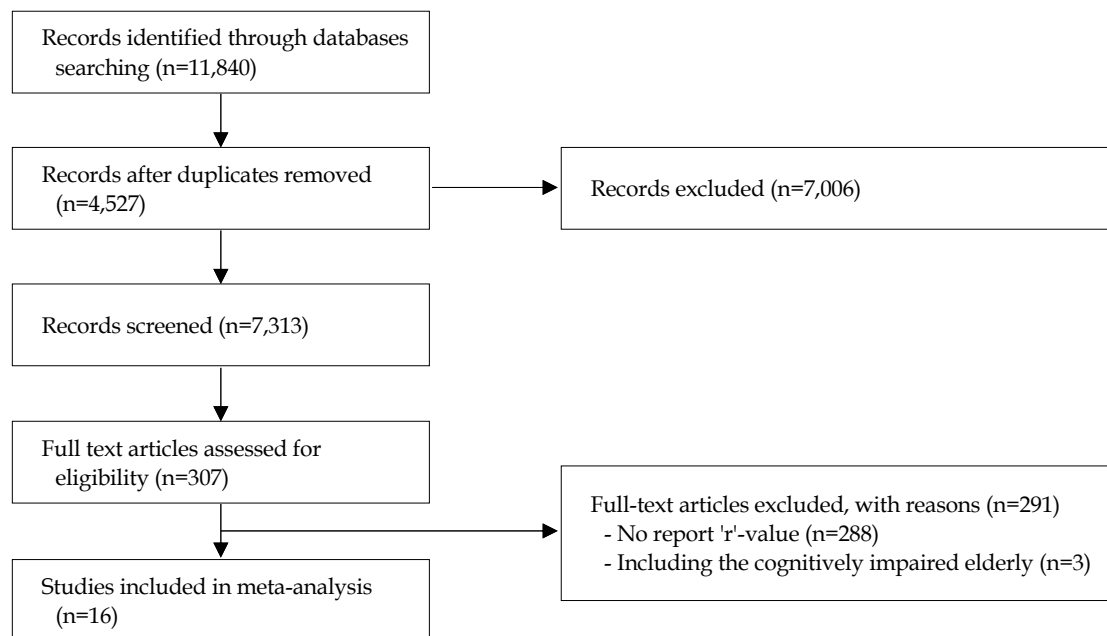 Records identified through databases
searching (n=11,840)
Records after duplicates removed
(n=4,527)
Records excluded (n=7,006)
Records screened (n=7,313)
Full text articles assessed for
eligibility (n=307)
Full-text articles excluded, with reasons (n=291)
- No report 'r'-value (n=288)
- Including the cognitively impaired elderly (n=3)
Studies included in meta-analysis
(n=16)